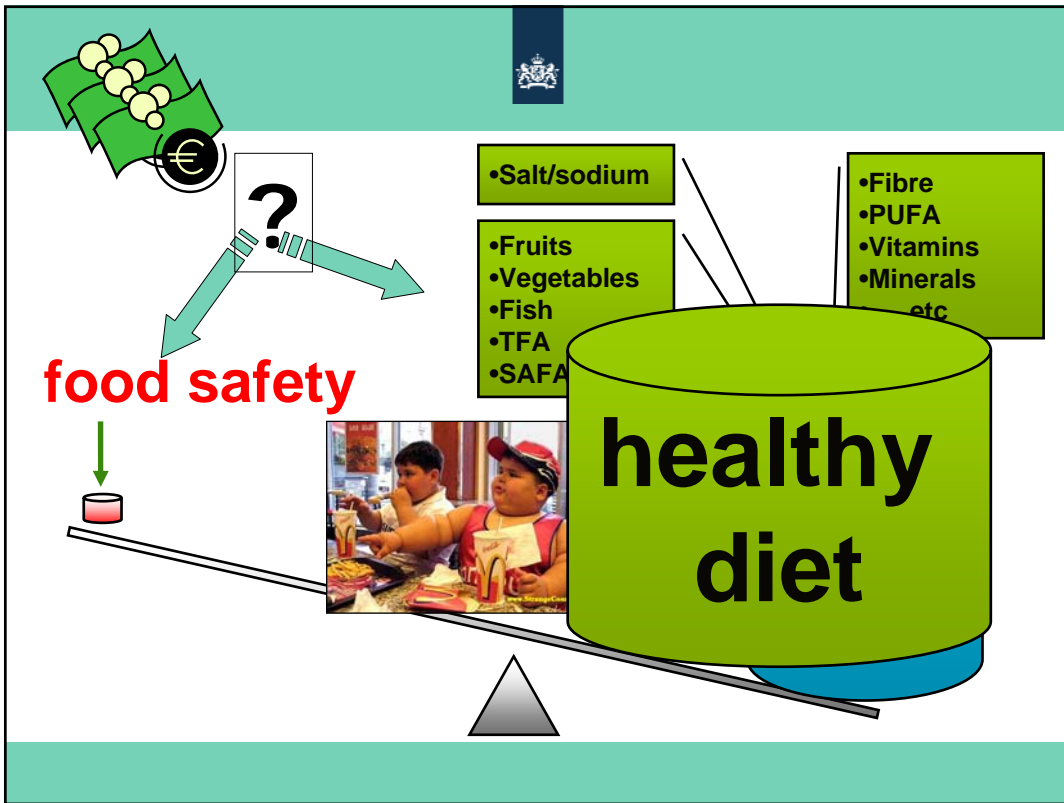 €
?
•Salt/sodium
•Fruits
•Vegetables
•Fish
•TFA
•SAFA
•Fibre
•PUFA
•Vitamins
•Minerals
etc
food safety
healthy
diet